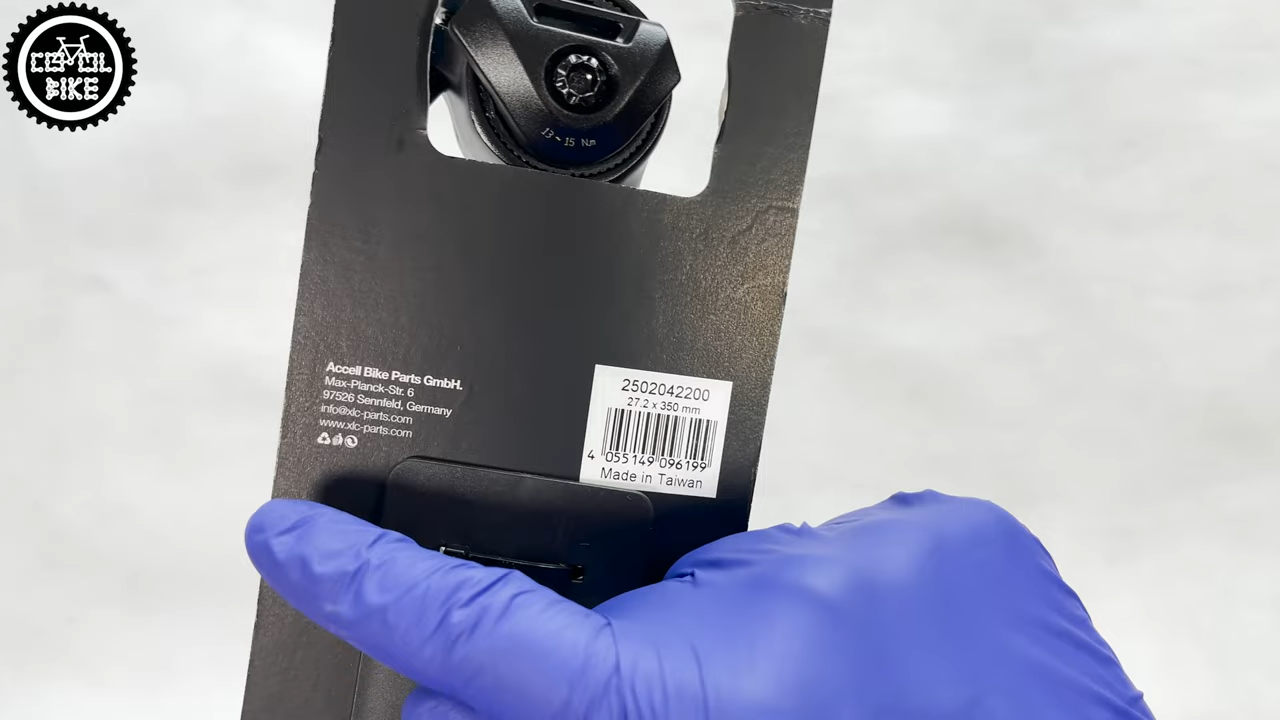 CEPOL
BIKE
13 ~ 15 Nm
Accell Bike Parts GmbH.
Max-Planck-Str. 6
97526 Sennfeld, Germany
info@xlc-parts.com
www.xlc-parts.com
2502042200
27.2 x 350 mm
4 055149 096199
Made in Taiwan